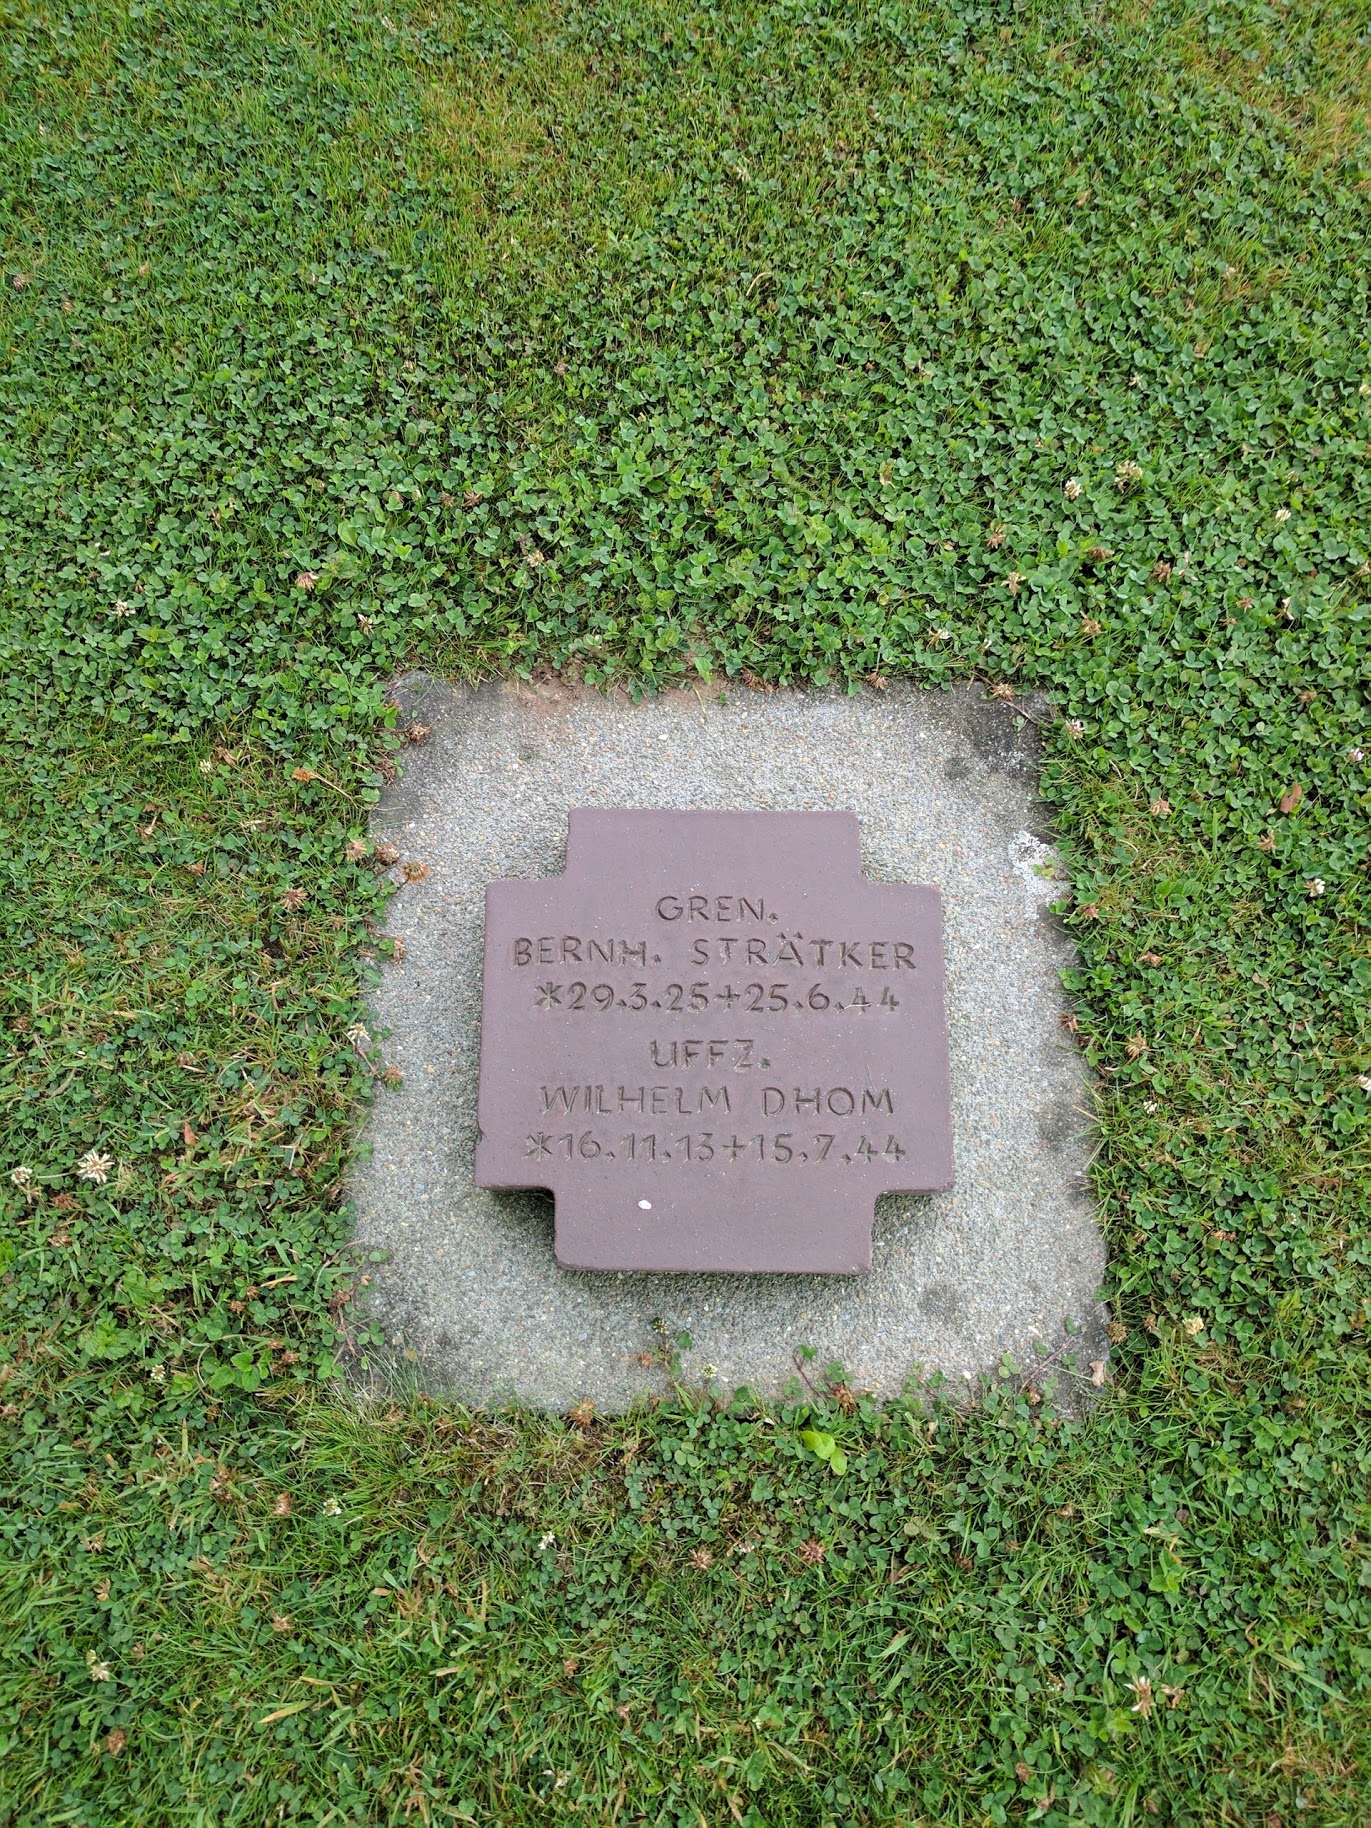 GREN.
BERNH. STRÄTKER
*29.3.25+25.6.44
UFFZ.
WILHELM DHOM
*16.11.13+15.7.44